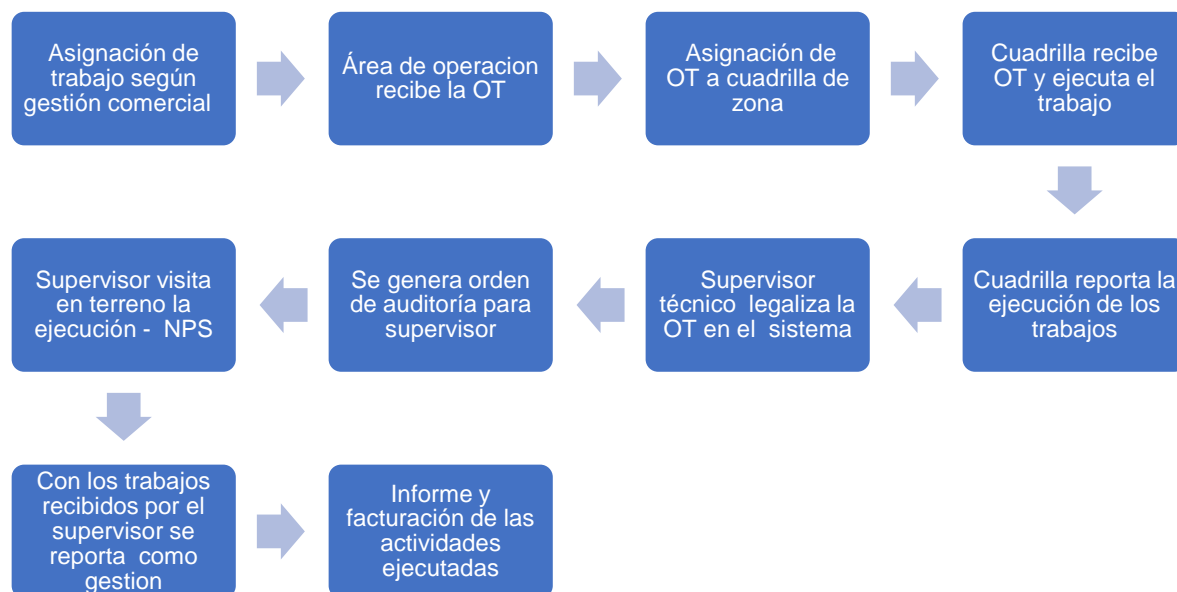 Asignación de
trabajo según
gestión comercial
Área de operacion
recibe la OT
Asignación de
OT a cuadrilla de
zona
Cuadrilla recibe
OT y ejecuta el
trabajo
Cuadrilla reporta la
ejecución de los
trabajos
Supervisor
técnico legaliza la
OT en el sistema
Se genera orden
de auditoría para
supervisor
Supervisor visita
en terreno la
ejecución - NPS
Con los trabajos
recibidos por el
supervisor se
reporta como
gestion
Informe y
facturación de las
actividades
ejecutadas